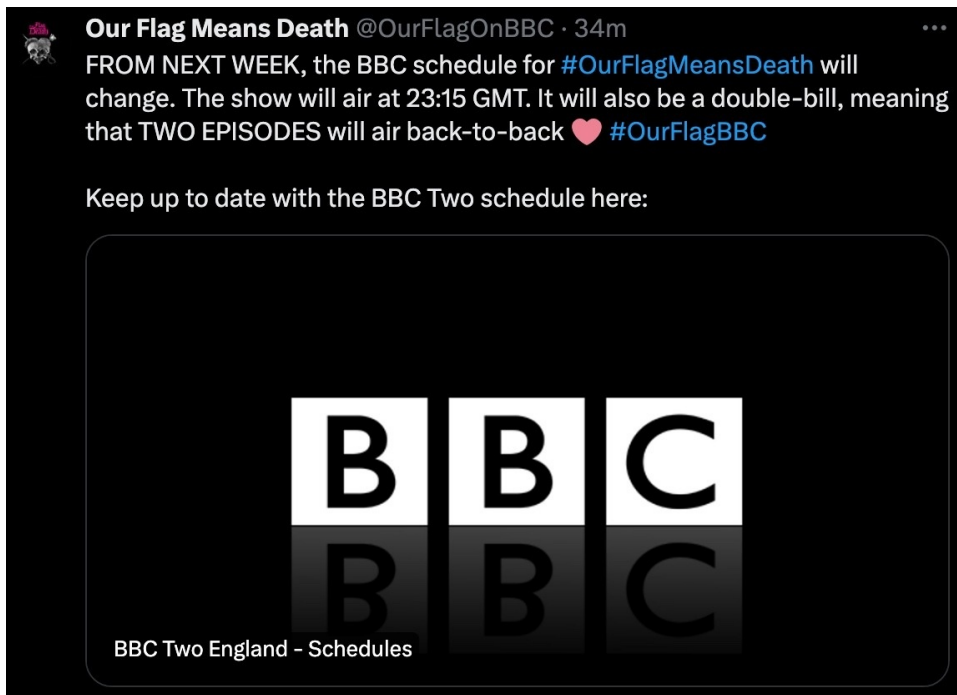 Our Flag Means Death @OurFlagOnBBC · 34m
FROM NEXT WEEK, the BBC schedule for #OurFlagMeansDeath will
change. The show will air at 23:15 GMT. It will also be a double-bill, meaning
that TWO EPISODES will air back-to-back 🩷 #OurFlagBBC
Keep up to date with the BBC Two schedule here:
BBC
BBC Two England - Schedules